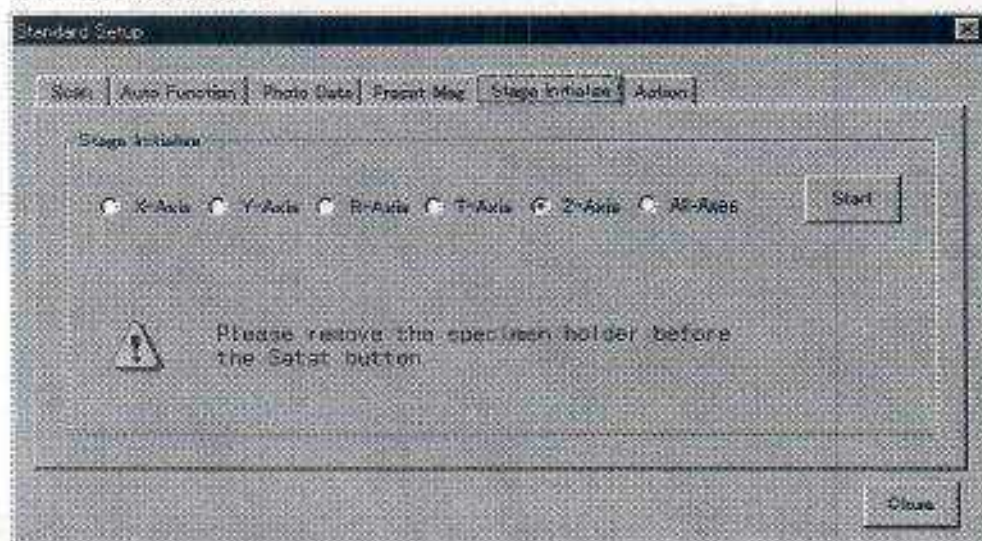 Standard Setup
Scan Auto Function Photo Data Preset Mag Stage Initialize Action
Stage Initialize
X-Axis Y-Axis R-Axis T-Axis Z-Axis All-Axes Start
Please remove the specimen holder before
the Satat button
Close